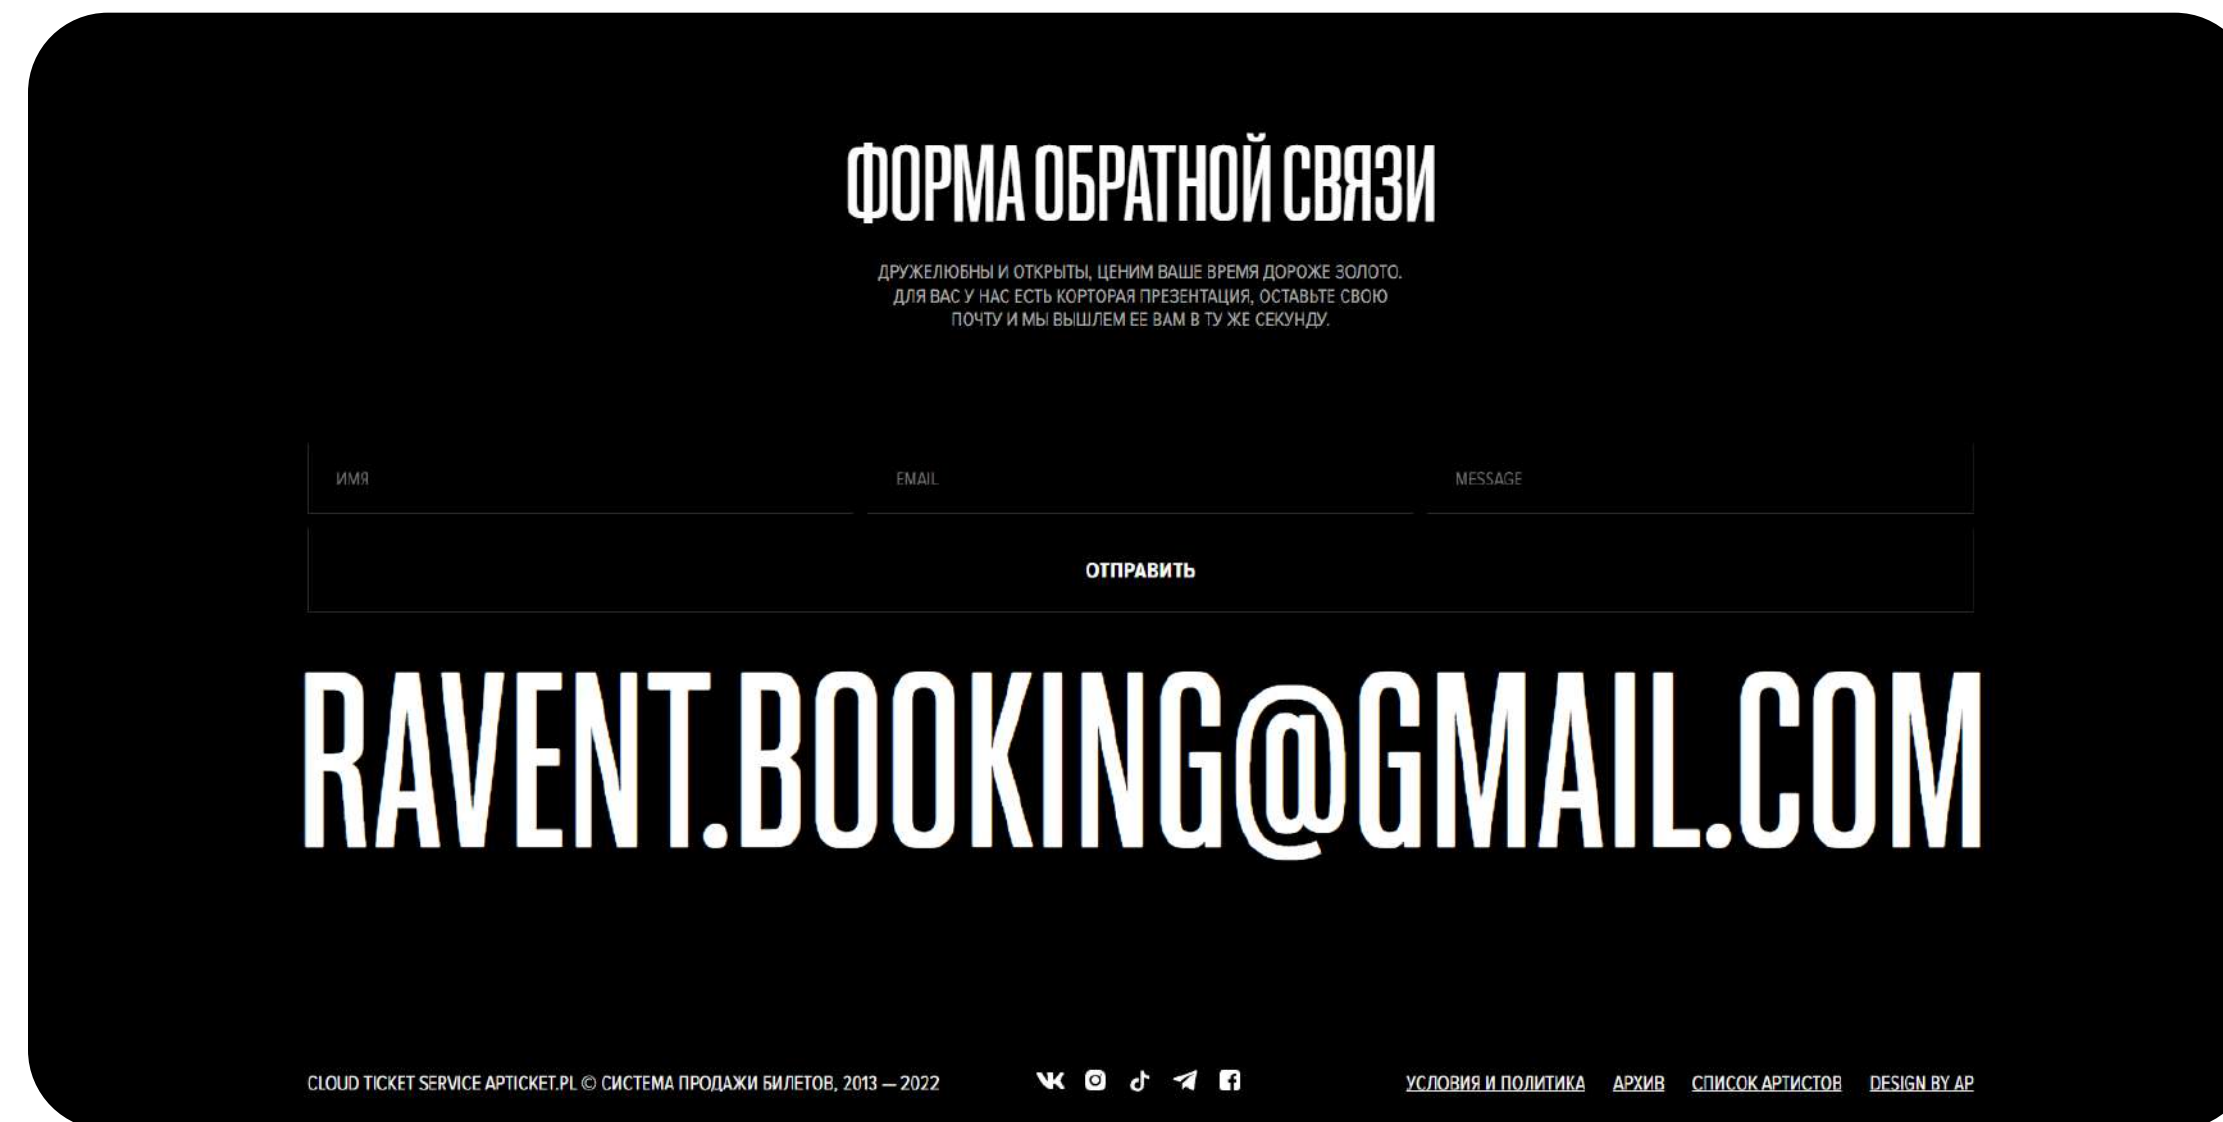 ФОРМА ОБРАТНОЙ СВЯЗИ
ДРУЖЕЛЮБНЫ И ОТКРЫТЫ, ЦЕНИМ ВАШЕ ВРЕМЯ ДОРОЖЕ ЗОЛОТО.
ДЛЯ ВАС У НАС ЕСТЬ КОРТОРАЯ ПРЕЗЕНТАЦИЯ, ОСТАВЬТЕ СВОЮ
ПОЧТУ И МЫ ВЫШЛЕМ ЕЕ ВАМ В ТУ ЖЕ СЕКУНДУ.
ИМЯ
EMAIL
MESSAGE
ОТПРАВИТЬ
RAVENT.BOOKING@GMAIL.COM
CLOUD TICKET SERVICE APTICKET.PL © СИСТЕМА ПРОДАЖИ БИЛЕТОВ, 2013 — 2022
УСЛОВИЯ И ПОЛИТИКА
АРХИВ
СПИСОК АРТИСТОВ
DESIGN BY AP